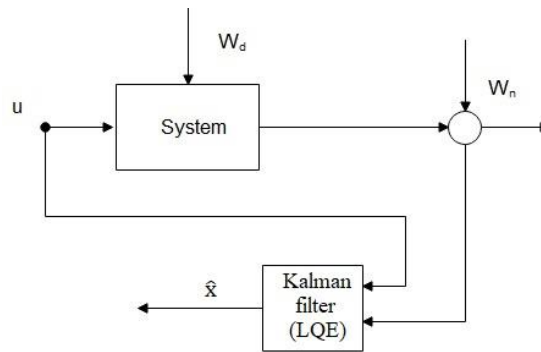 W_d
W_n
u
System
x̂
Kalman
filter
(LQE)